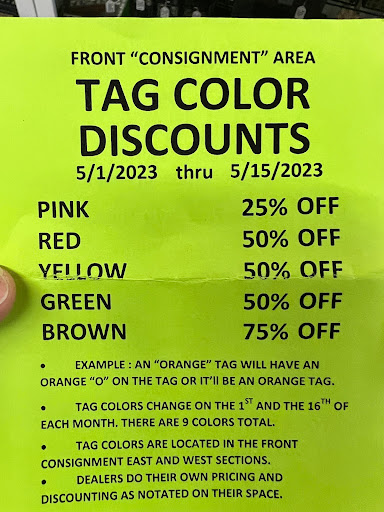 FRONT “CONSIGNMENT” AREA
TAG COLOR
DISCOUNTS
5/1/2023 thru 5/15/2023
PINK 25% OFF
RED 50% OFF
YELLOW 50% OFF
GREEN 50% OFF
BROWN 75% OFF
• EXAMPLE : AN “ORANGE” TAG WILL HAVE AN
ORANGE “O” ON THE TAG OR IT’ll BE AN ORANGE TAG.
• TAG COLORS CHANGE ON THE 1ST AND THE 16TH OF
EACH MONTH. THERE ARE 9 COLORS TOTAL.
• TAG COLORS ARE LOCATED IN THE FRONT
CONSIGNMENT EAST AND WEST SECTIONS.
• DEALERS DO THEIR OWN PRICING AND
DISCOUNTING AS NOTATED ON THEIR SPACE.